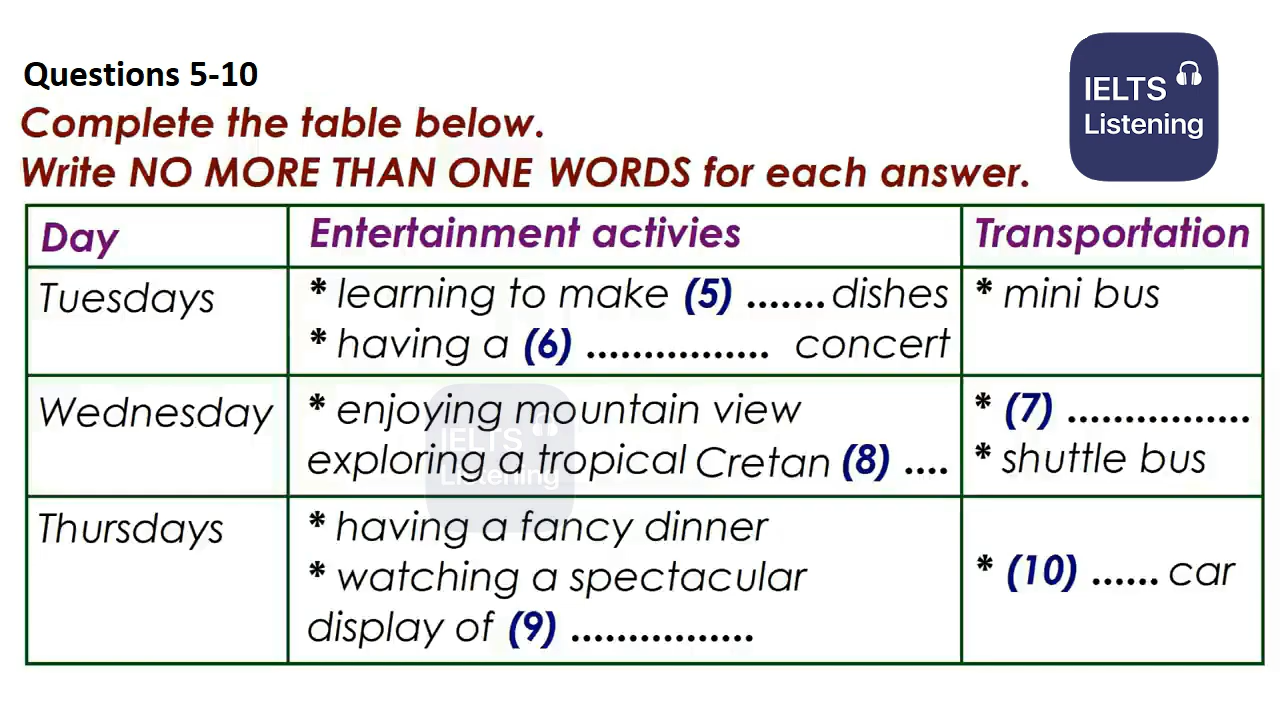 Questions 5-10
IELTS
Listening
Complete the table below.
Write NO MORE THAN ONE WORDS for each answer.
Day
Entertainment activies
Transportation
Tuesdays
* learning to make (5) ....... dishes
* having a (6) ................ concert
* mini bus
Wednesday
* enjoying mountain view
exploring a tropical Cretan (8) ....
* (7) ................
* shuttle bus
IELTS
Listening
Thursdays
* having a fancy dinner
* watching a spectacular
display of (9) ................
* (10) ...... car